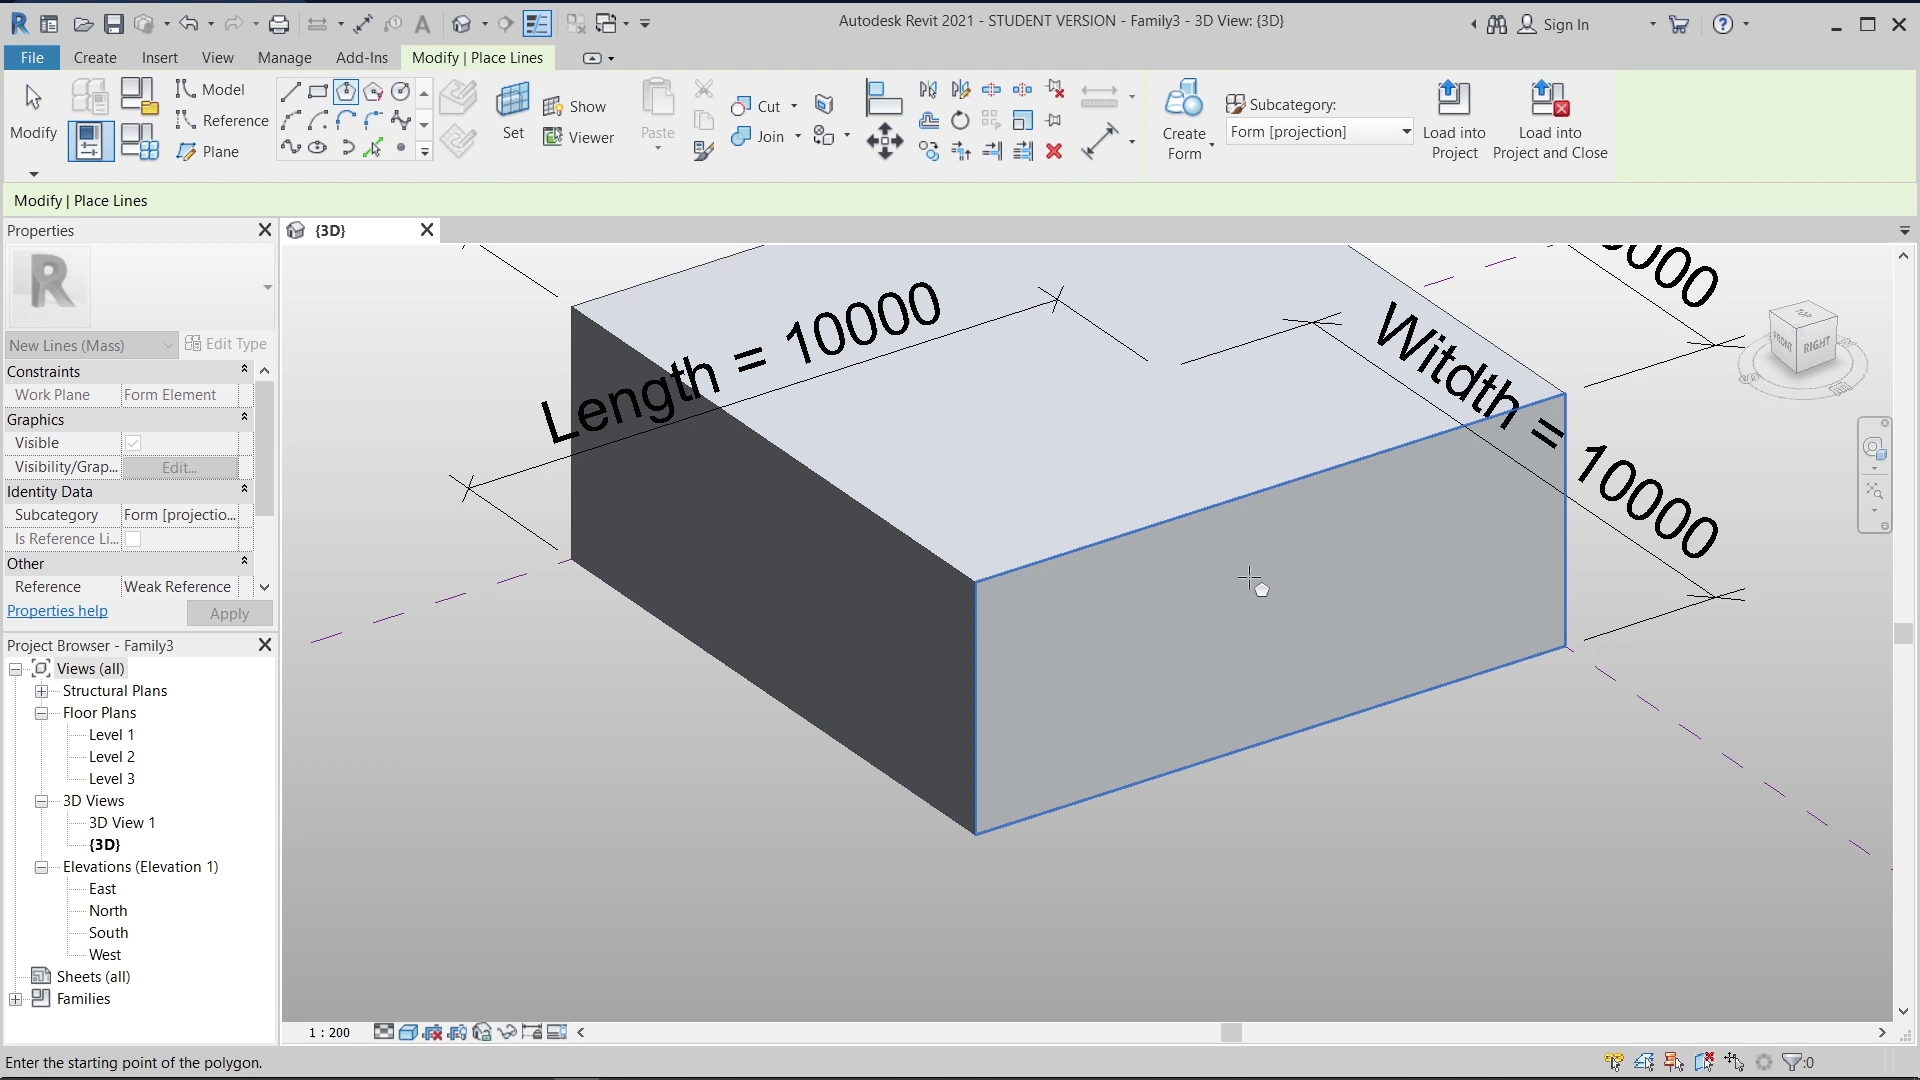 Autodesk Revit 2021 - STUDENT VERSION - Family3 - 3D View: {3D}
Sign In
File Create Insert View Manage Add-Ins Modify | Place Lines
Modify
Model
Reference
Plane
Set
Show
Viewer
Paste
Cut
Join
Create
Form
Subcategory:
Form [projection]
Load into
Project
Load into
Project and Close
Modify | Place Lines
Properties
{3D}
R
New Lines (Mass)
Edit Type
Constraints
Work Plane Form Element
Graphics
Visible
Visibility/Grap... Edit...
Identity Data
Subcategory Form [projectio...
Is Reference Li...
Other
Reference Weak Reference
Properties help
Apply
Project Browser - Family3
Views (all)
Structural Plans
Floor Plans
Level 1
Level 2
Level 3
3D Views
3D View 1
{3D}
Elevations (Elevation 1)
East
North
South
West
Sheets (all)
Families
Length = 10000
Witdth = 10000
TOP
FRONT
RIGHT
1 : 200
Enter the starting point of the polygon.
:0